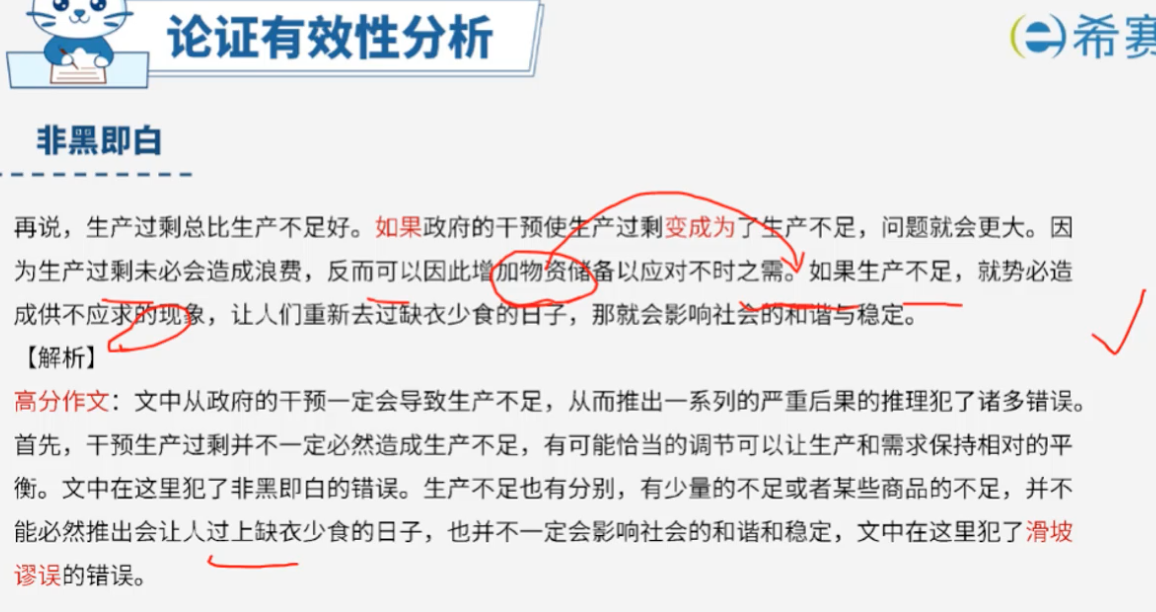 论证有效性分析
希赛
非黑即白
再说，生产过剩总比生产不足好。如果政府的干预使生产过剩变成为了生产不足，问题就会更大。因
为生产过剩未必会造成浪费，反而可以因此增加物资储备以应对不时之需。如果生产不足，就势必造
成供不应求的现象，让人们重新去过缺衣少食的日子，那就会影响社会的和谐与稳定。
【解析】
高分作文：文中从政府的干预一定会导致生产不足，从而推出一系列的严重后果的推理犯了诸多错误。
首先，干预生产过剩并不一定必然造成生产不足，有可能恰当的调节可以让生产和需求保持相对的平
衡。文中在这里犯了非黑即白的错误。生产不足也有分别，有少量的不足或者某些商品的不足，并不
能必然推出会让人过上缺衣少食的日子，也并不一定会影响社会的和谐和稳定，文中在这里犯了滑坡
谬误的错误。